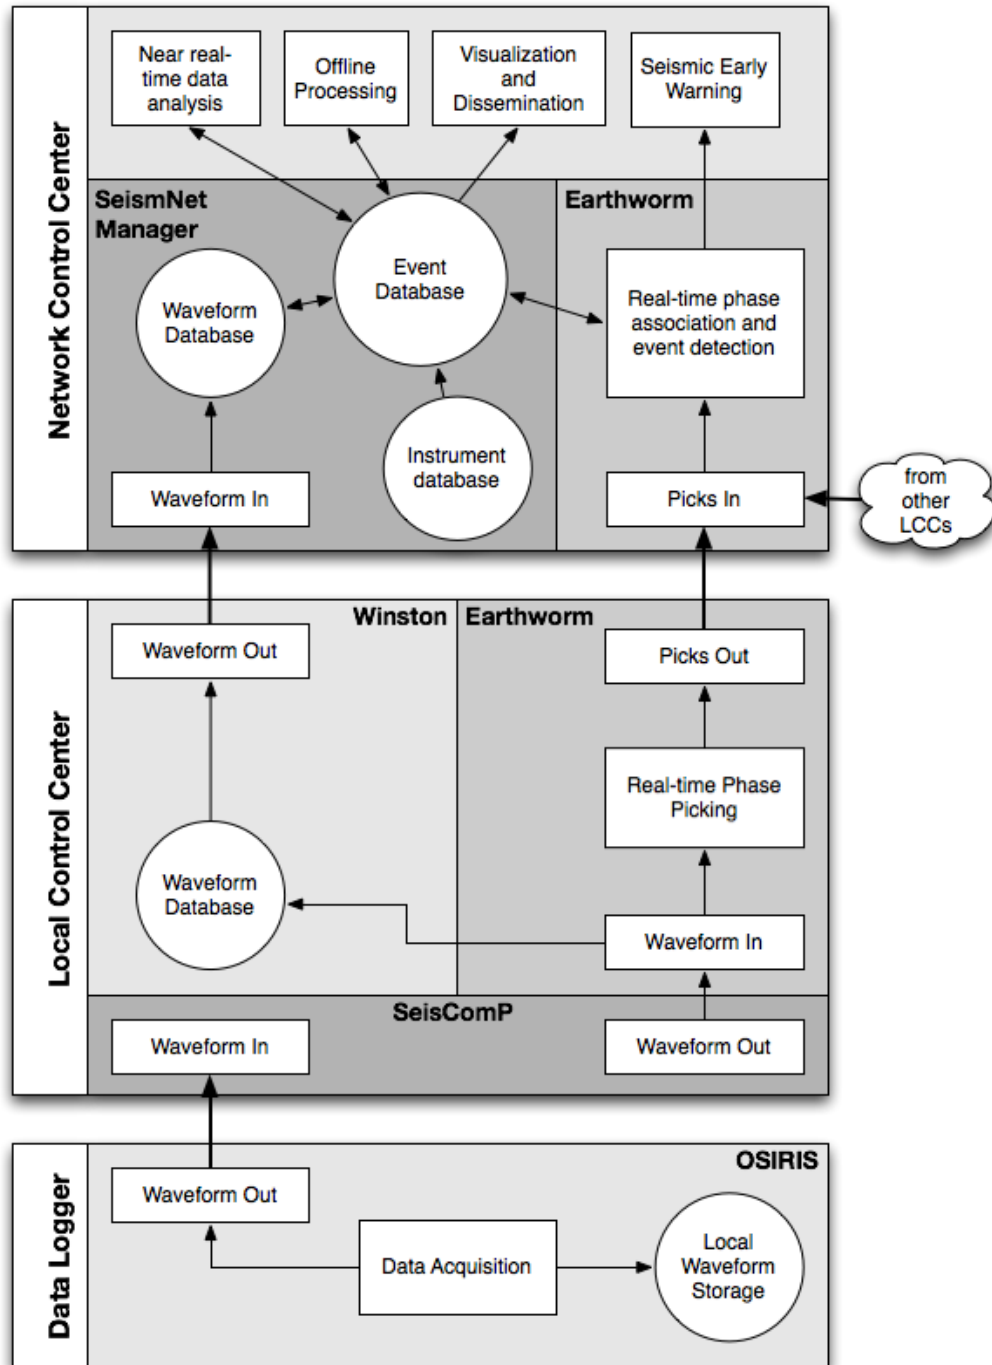 Network Control Center
Near real-
time data
analysis
Offline
Processing
Visualization
and
Dissemination
Seismic Early
Warning
SeismNet
Manager
Earthworm
Event
Database
Waveform
Database
Real-time phase
association and
event detection
Instrument
database
Waveform In
Picks In
from
other
LCCs
Local Control Center
Winston
Earthworm
Waveform Out
Picks Out
Real-time Phase
Picking
Waveform
Database
Waveform In
SeisComP
Waveform In
Waveform Out
Data Logger
OSIRIS
Waveform Out
Data Acquisition
Local
Waveform
Storage